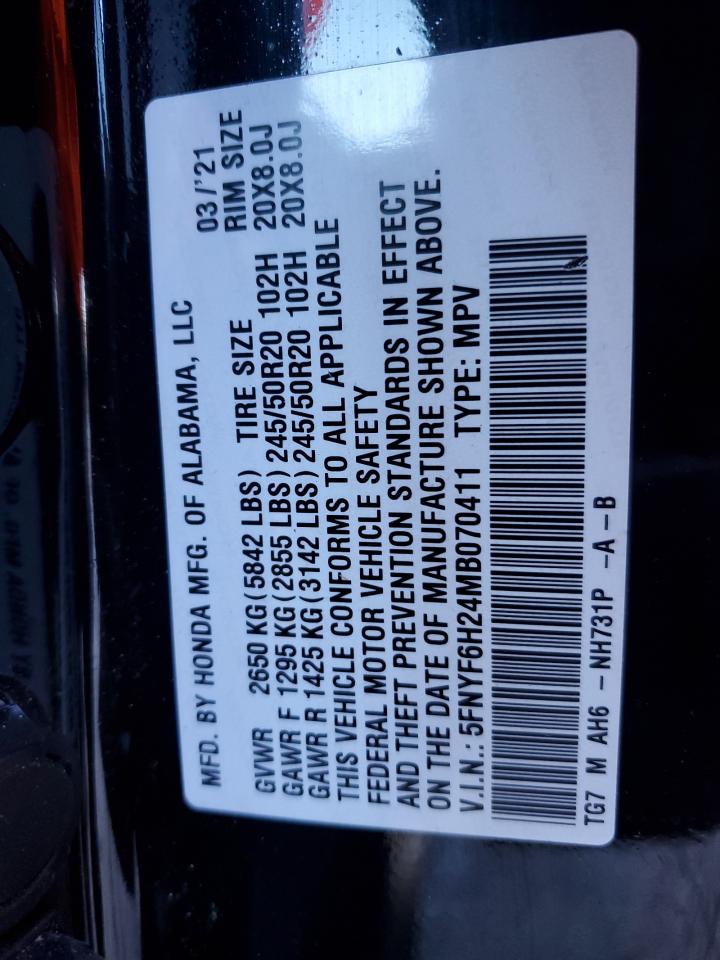 MFD. BY HONDA MFG. OF ALABAMA, LLC 03/'21
GVWR 2650 KG(5842 LBS) TIRE SIZE RIM SIZE
GAWR F 1295 KG(2855 LBS)245/50R20 102H 20X8.0J
GAWR R 1425 KG(3142 LBS)245/50R20 102H 20X8.0J
THIS VEHICLE CONFORMS TO ALL APPLICABLE
FEDERAL MOTOR VEHICLE SAFETY
AND THEFT PREVENTION STANDARDS IN EFFECT
ON THE DATE OF MANUFACTURE SHOWN ABOVE.
V.I.N.: 5FNYF6H24MB070411 TYPE: MPV
TG7 M AH6 -NH731P -A-B